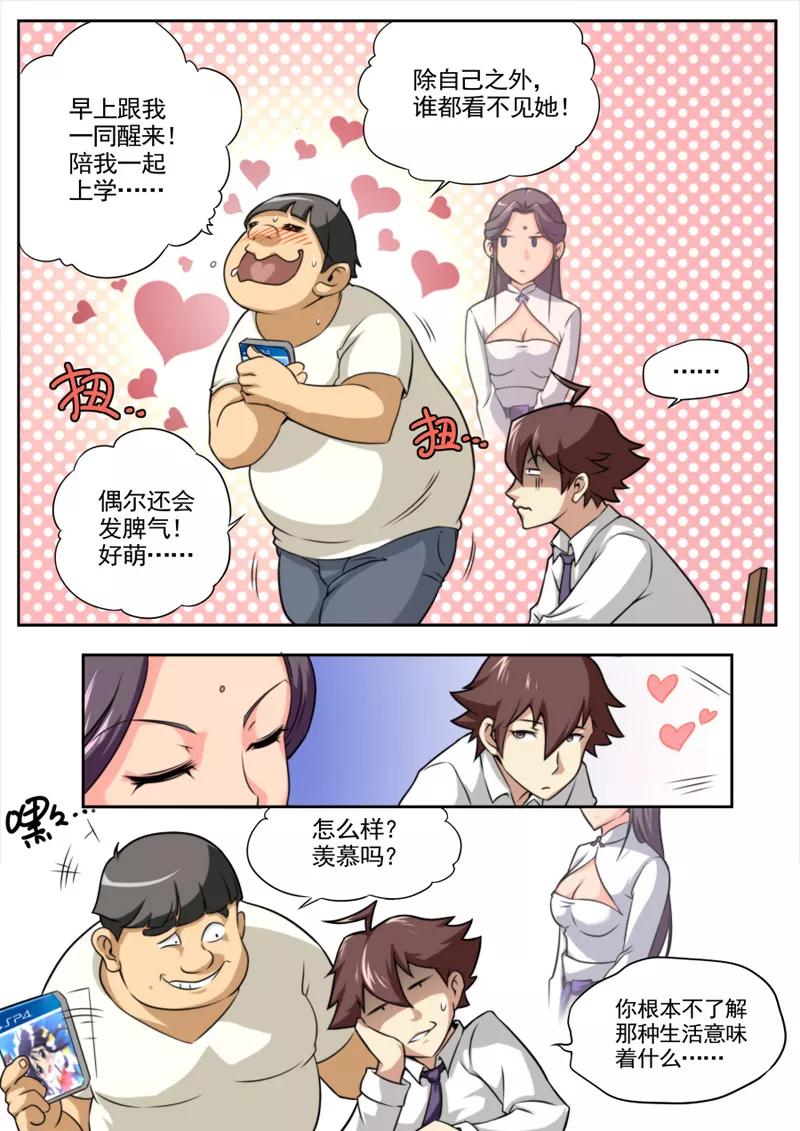 早上跟我
一同醒来！
陪我一起
上学……
除自己之外，
谁都看不见她！
……
扭..
扭...
偶尔还会
发脾气！
好萌……
嘿々...
怎么样？
羡慕吗？
SP4
你根本不了解
那种生活意味
着什么……